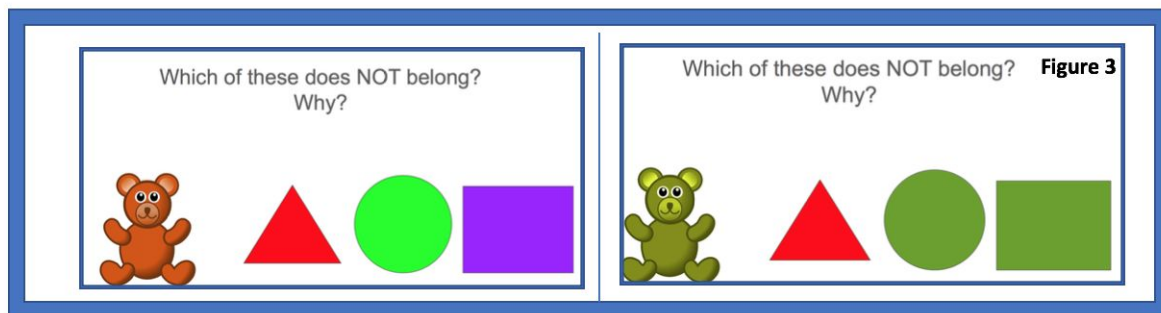 Which of these does NOT belong?
Why?
Which of these does NOT belong? Figure 3
Why?